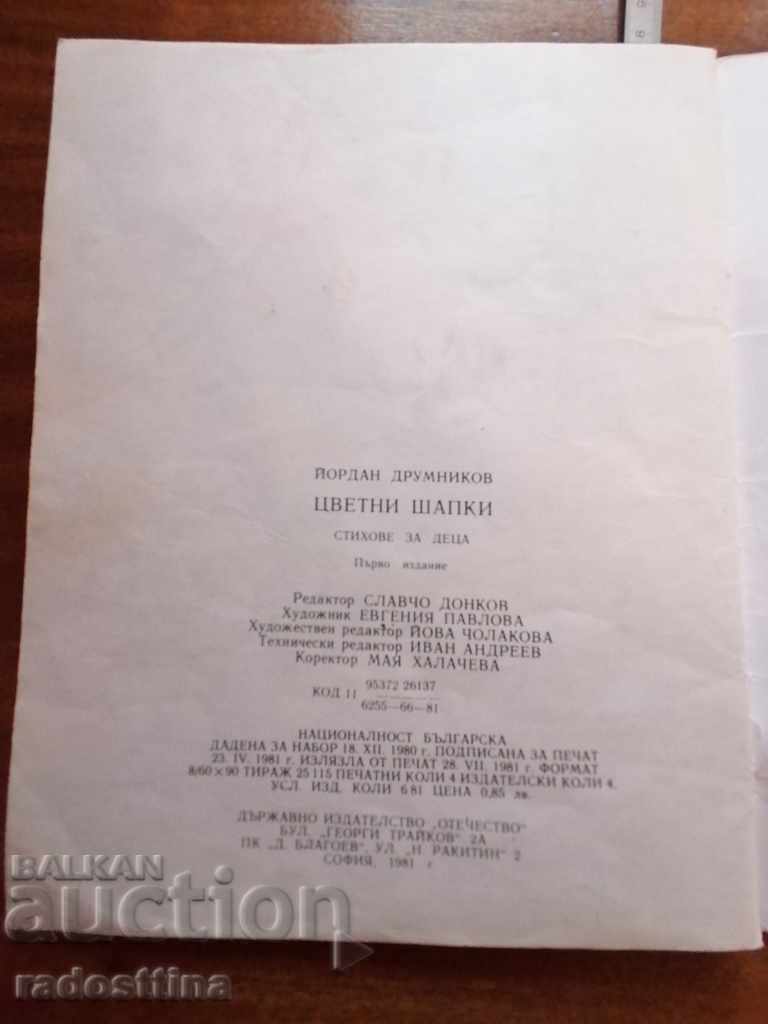 ЙОРДАН ДРУМНИКОВ
ЦВЕТНИ ШАПКИ
СТИХОВЕ ЗА ДЕЦА
Първо издание
Редактор СЛАВЧО ДОНКОВ
Художник ЕВГЕНИЯ ПАВЛОВА
Художествен редактор ЙОВА ЧОЛАКОВА
Технически редактор ИВАН АНДРЕЕВ
Коректор МАЯ ХАЛАЧЕВА
95372 26137
КОД 11
6255—66—81
НАЦИОНАЛНОСТ БЪЛГАРСКА
ДАДЕНА ЗА НАБОР 18. XII. 1980 г. ПОДПИСАНА ЗА ПЕЧАТ
23. IV. 1981 г. ИЗЛЯЗЛА ОТ ПЕЧАТ 28. VII. 1981 г. ФОРМАТ
8/60×90 ТИРАЖ 25 115 ПЕЧАТНИ КОЛИ 4 ИЗДАТЕЛСКИ КОЛИ 4.
УСЛ. ИЗД. КОЛИ 6 81 ЦЕНА 0,85 лв.
ДЪРЖАВНО ИЗДАТЕЛСТВО „ОТЕЧЕСТВО"
БУЛ. „ГЕОРГИ ТРАЙКОВ" 2А
ПК „Д. БЛАГОЕВ", УЛ. „Н РАКИТИН" 2
СОФИЯ, 1981 г
BALKAN
auction
radosttina
8